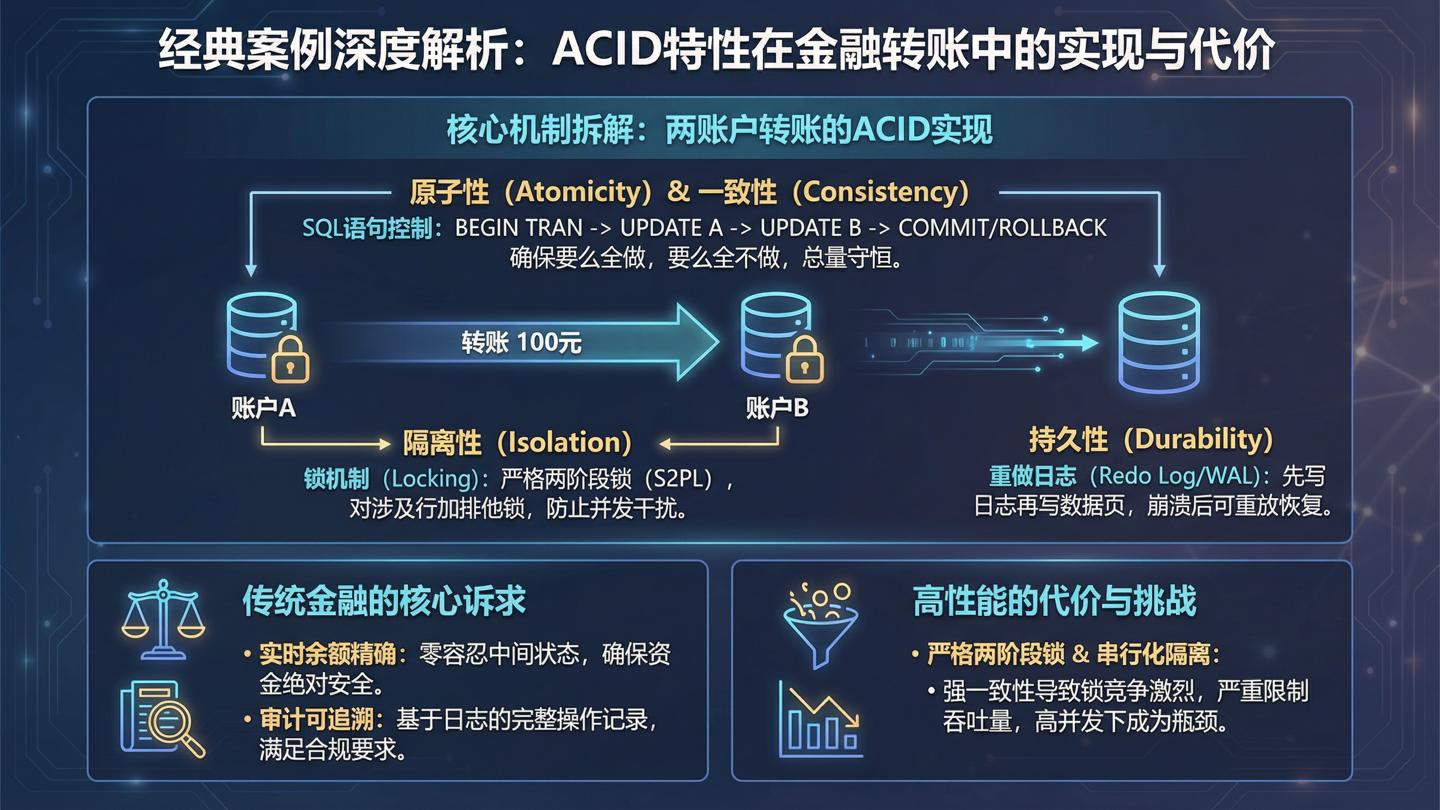 经典案例深度解析：ACID特性在金融转账中的实现与代价
核心机制拆解：两账户转账的ACID实现
原子性（Atomicity）& 一致性（Consistency）
SQL语句控制：BEGIN TRAN -> UPDATE A -> UPDATE B -> COMMIT/ROLLBACK
确保要么全做，要么全不做，总量守恒。
转账 100元
账户A
账户B
隔离性（Isolation）
锁机制（Locking）：严格两阶段锁（S2PL），
对涉及行加排他锁，防止并发干扰。
持久性（Durability）
重做日志（Redo Log/WAL）：先写
日志再写数据页，崩溃后可重放恢复。
传统金融的核心诉求
• 实时余额精确：零容忍中间状态，确保资
金绝对安全。
• 审计可追溯：基于日志的完整操作记录，
满足合规要求。
高性能的代价与挑战
• 严格两阶段锁 & 串行化隔离：
• 强一致性导致锁竞争激烈，严重限制
吞吐量，高并发下成为瓶颈。